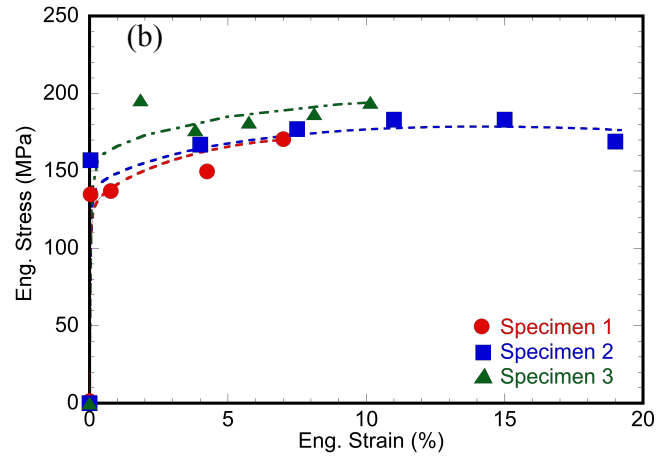 (b)
250
200
150
100
50
0
0
5
10
15
20
Eng. Stress (MPa)
Eng. Strain (%)
Specimen 1
Specimen 2
Specimen 3